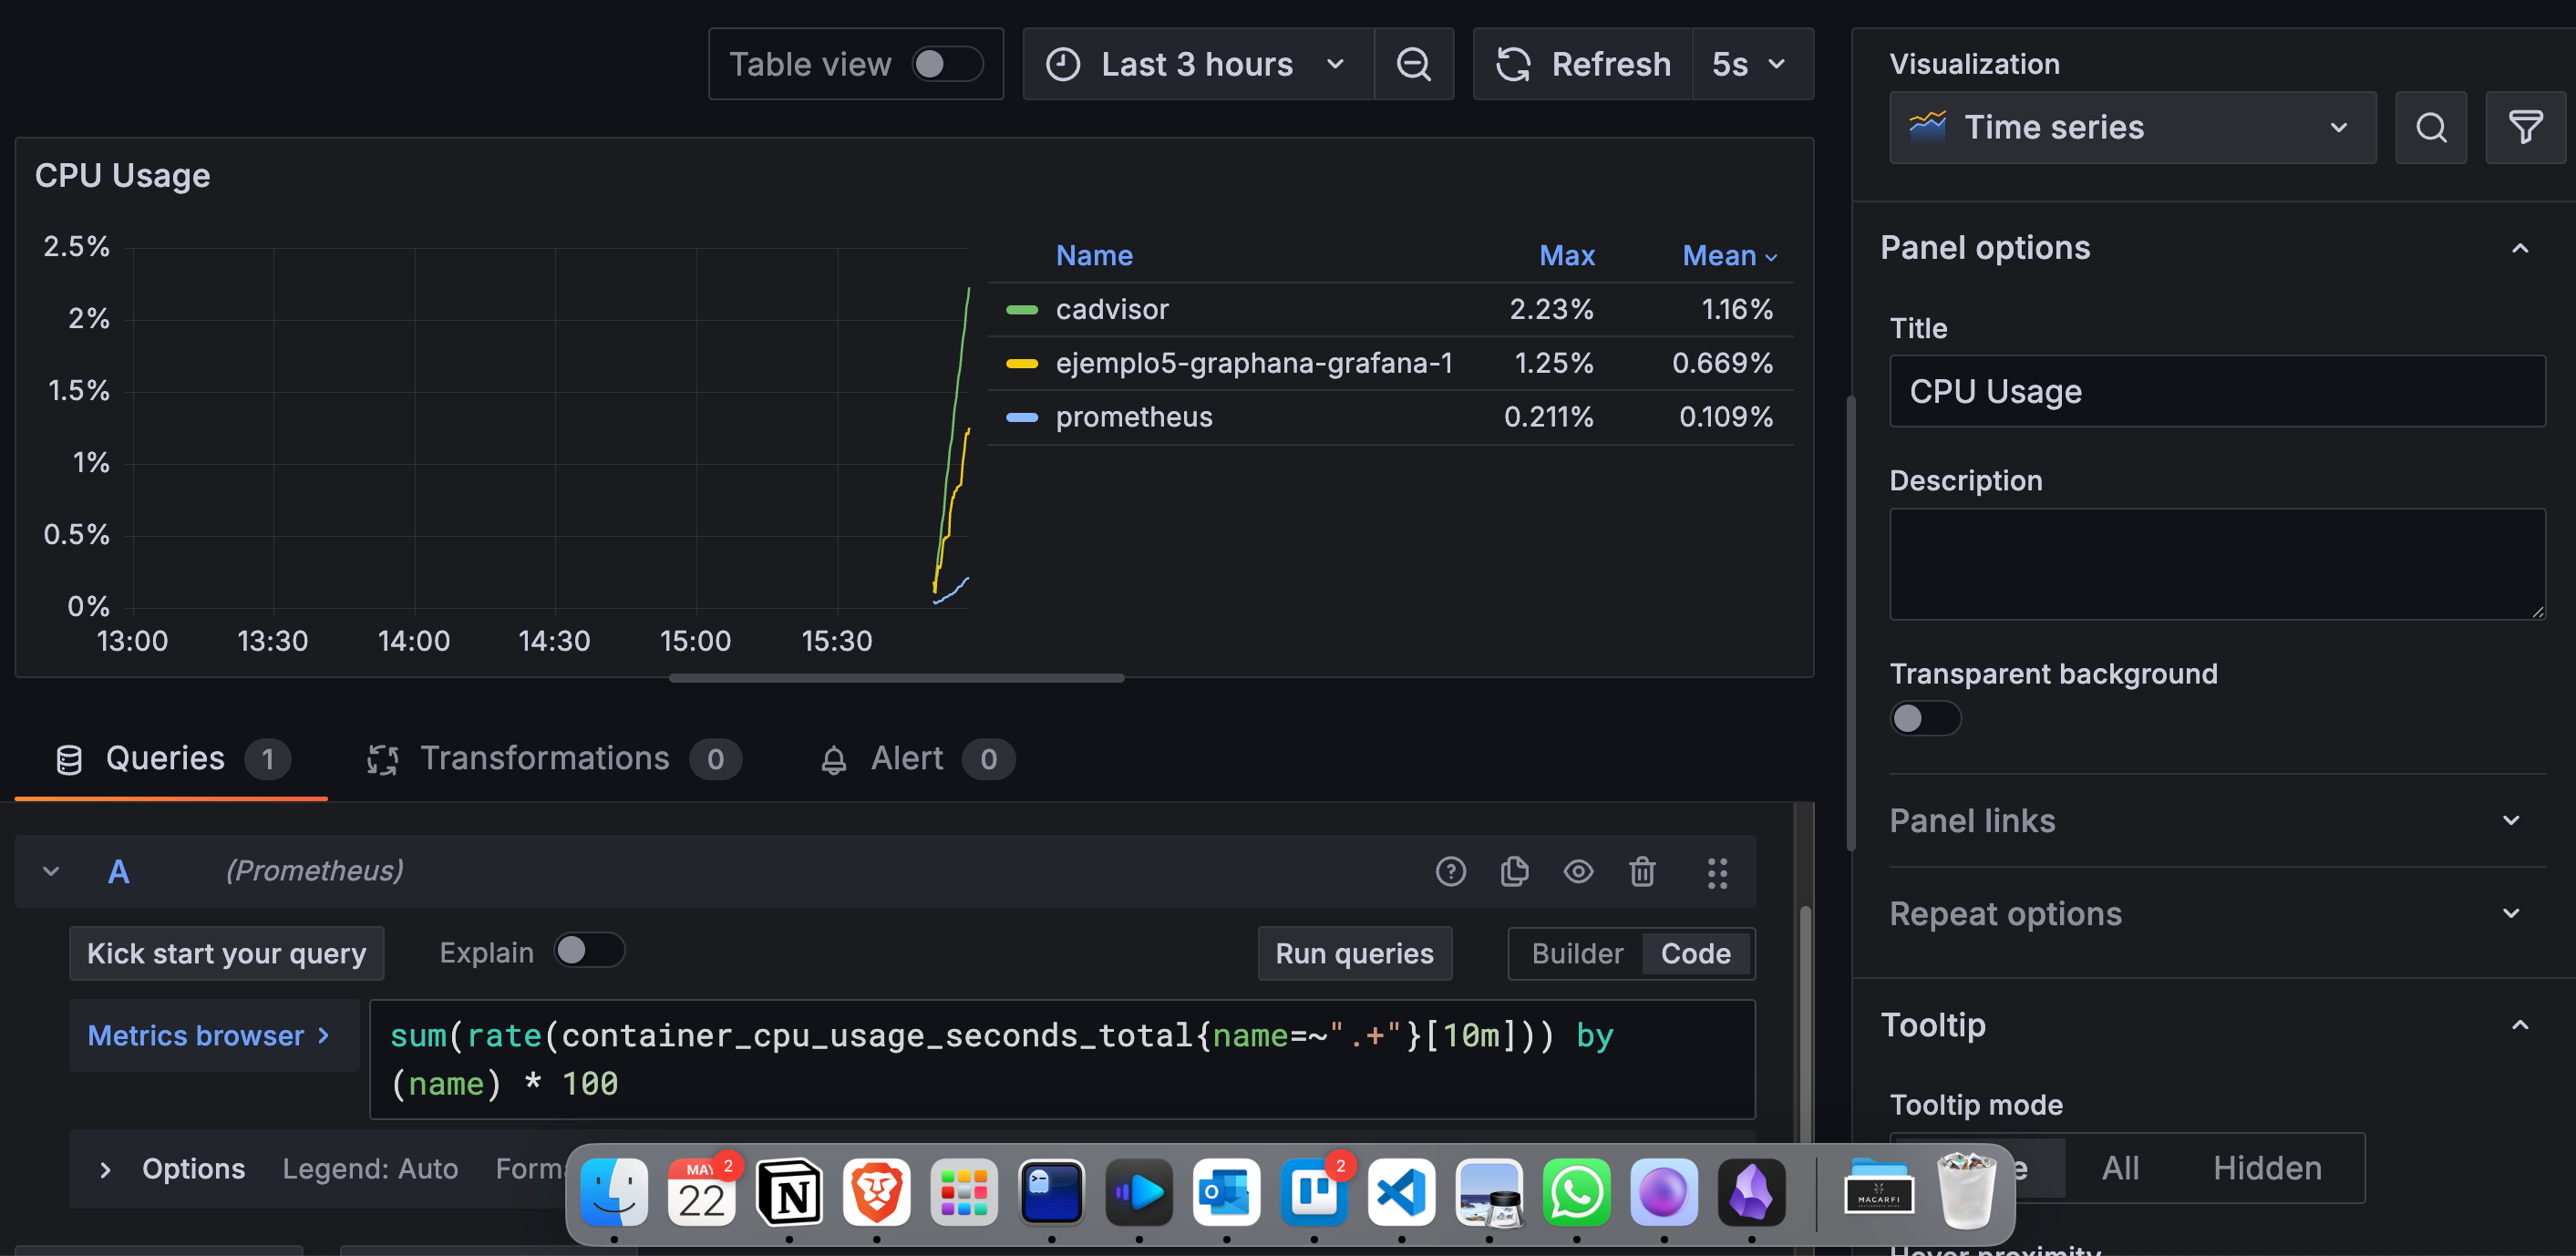 Table view
Last 3 hours
Refresh
5s
CPU Usage
2.5%
2%
1.5%
1%
0.5%
0%
13:00 13:30 14:00 14:30 15:00 15:30
Name Max Mean
cadvisor 2.23% 1.16%
ejemplo5-graphana-grafana-1 1.25% 0.669%
prometheus 0.211% 0.109%
Queries 1
Transformations 0
Alert 0
A (Prometheus)
Kick start your query
Explain
Run queries
Builder
Code
Metrics browser
sum(rate(container_cpu_usage_seconds_total{name=~".+"}[10m])) by
(name) * 100
Options Legend: Auto
Visualization
Time series
Panel options
Title
CPU Usage
Description
Transparent background
Panel links
Repeat options
Tooltip
Tooltip mode
All
Hidden
MAY 2
22
2
MACARFI